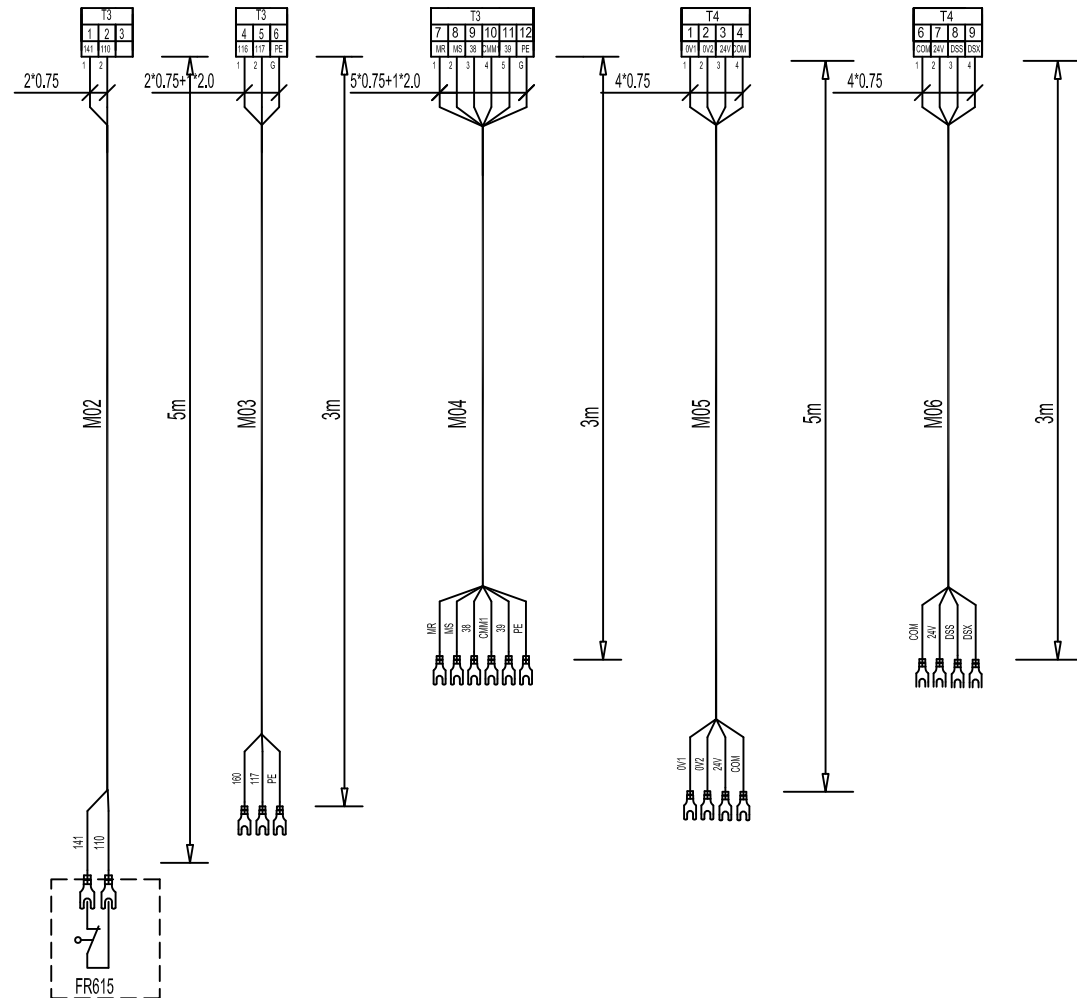 T3
1 2 3
141 110
1 2
2*0.75
M02
5m
141
110
FR615
T3
4 5 6
116 117 PE
1 2 G
2*0.75+1*2.0
M03
3m
160
117
PE
T3
7 8 9 10 11 12
MR MS 38 CMM1 39 PE
1 2 3 4 5 G
5*0.75+1*2.0
M04
3m
MR
MS
38
CMM1
39
PE
T4
1 2 3 4
0V1 0V2 24V COM
1 2 3 4
4*0.75
M05
5m
0V1
0V2
24V
COM
T4
6 7 8 9
COM 24V DSS DSX
1 2 3 4
4*0.75
M06
3m
COM
24V
DSS
DSX